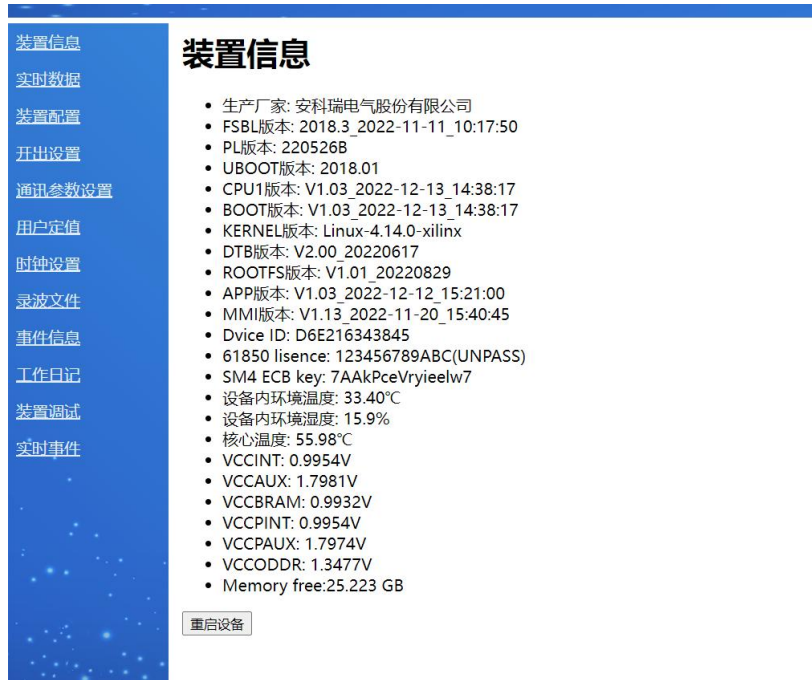 装置信息
实时数据
装置配置
开出设置
通讯参数设置
用户定值
时钟设置
录波文件
事件信息
工作日记
装置调试
实时事件
装置信息
生产厂家: 安科瑞电气股份有限公司
FSBL版本: 2018.3_2022-11-11_10:17:50
PL版本: 220526B
UBOOT版本: 2018.01
CPU1版本: V1.03_2022-12-13_14:38:17
BOOT版本: V1.03_2022-12-13_14:38:17
KERNEL版本: Linux-4.14.0-xilinx
DTB版本: V2.00_20220617
ROOTFS版本: V1.01_20220829
APP版本: V1.03_2022-12-12_15:21:00
MMI版本: V1.13_2022-11-20_15:40:45
Dvice ID: D6E216343845
61850 lisence: 123456789ABC(UNPASS)
SM4 ECB key: 7AAkPceVryieelw7
设备内环境温度: 33.40℃
设备内环境湿度: 15.9%
核心温度: 55.98℃
VCCINT: 0.9954V
VCCAUX: 1.7981V
VCCBRAM: 0.9932V
VCCPINT: 0.9954V
VCCPAUX: 1.7974V
VCCODDR: 1.3477V
Memory free:25.223 GB
重启设备